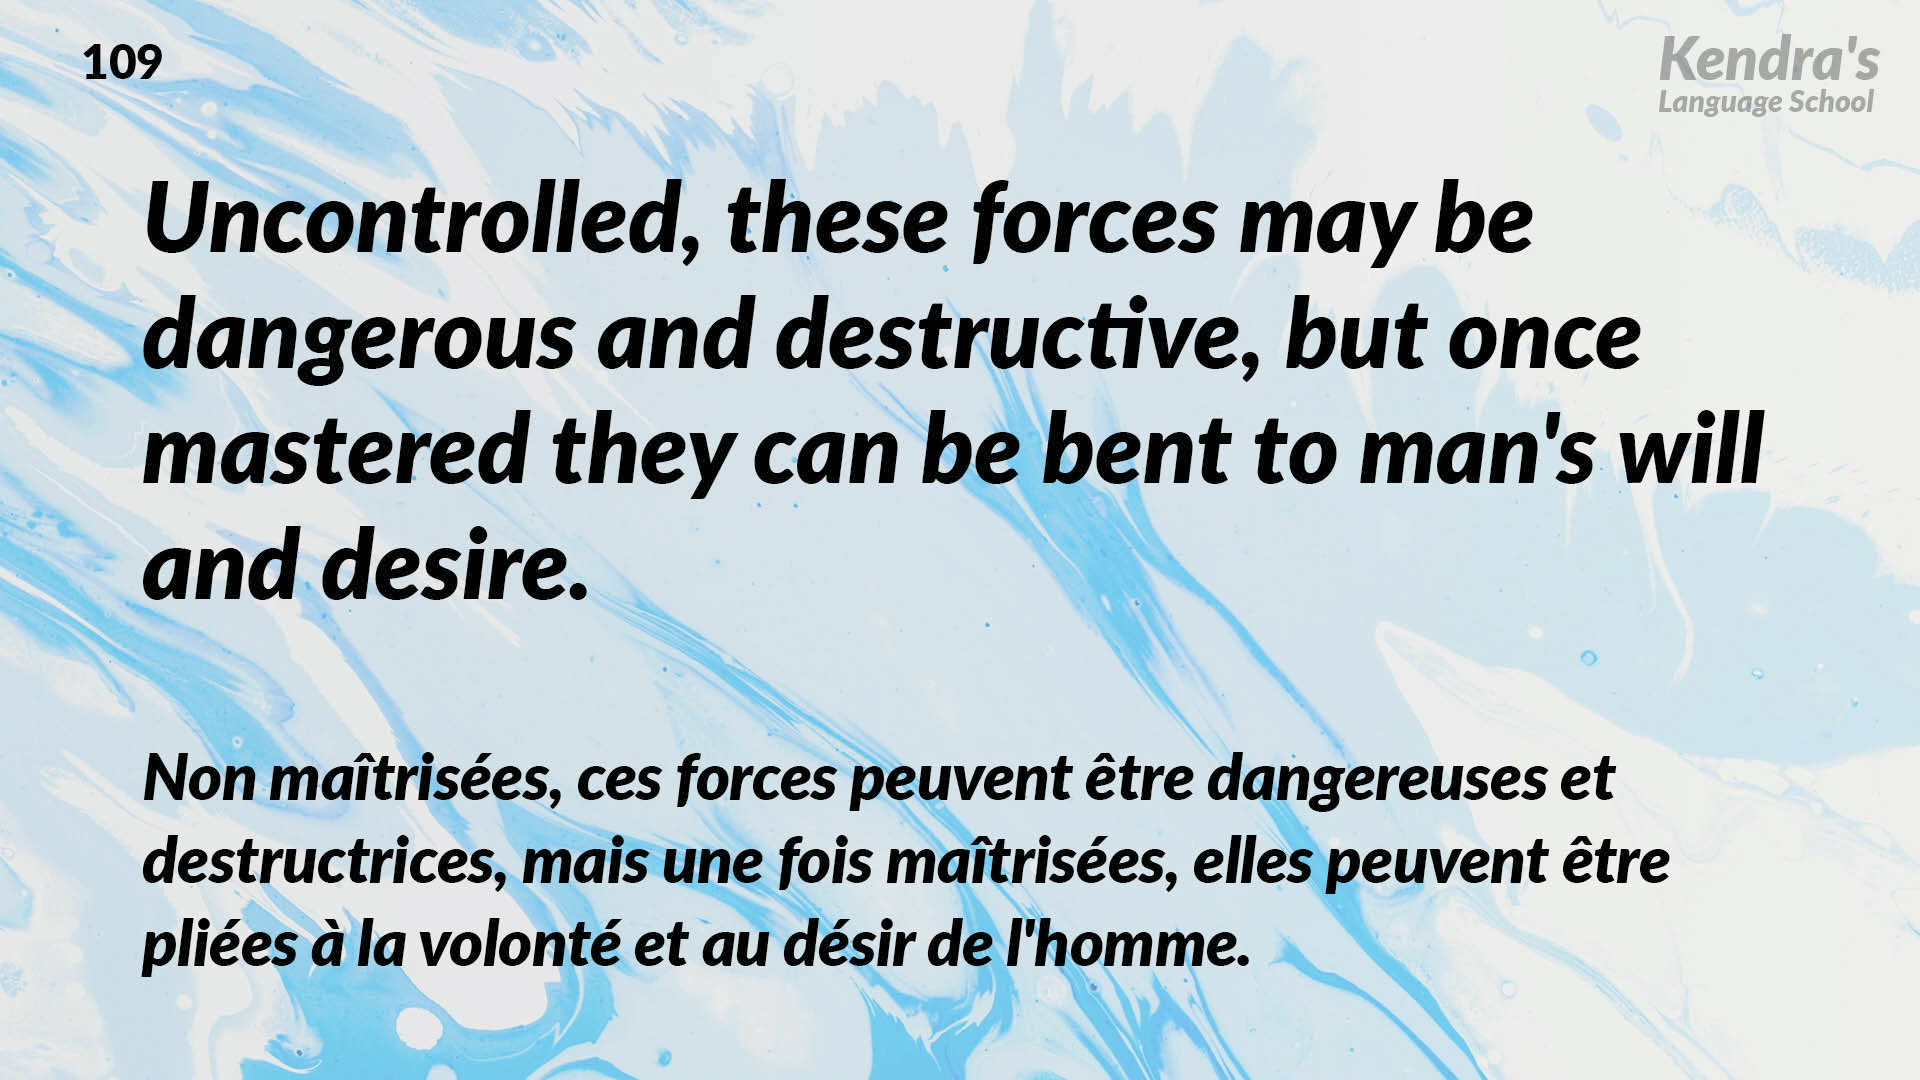 109
Kendra's
Language School
Uncontrolled, these forces may be
dangerous and destructive, but once
mastered they can be bent to man's will
and desire.
Non maîtrisées, ces forces peuvent être dangereuses et
destructrices, mais une fois maîtrisées, elles peuvent être
pliées à la volonté et au désir de l'homme.